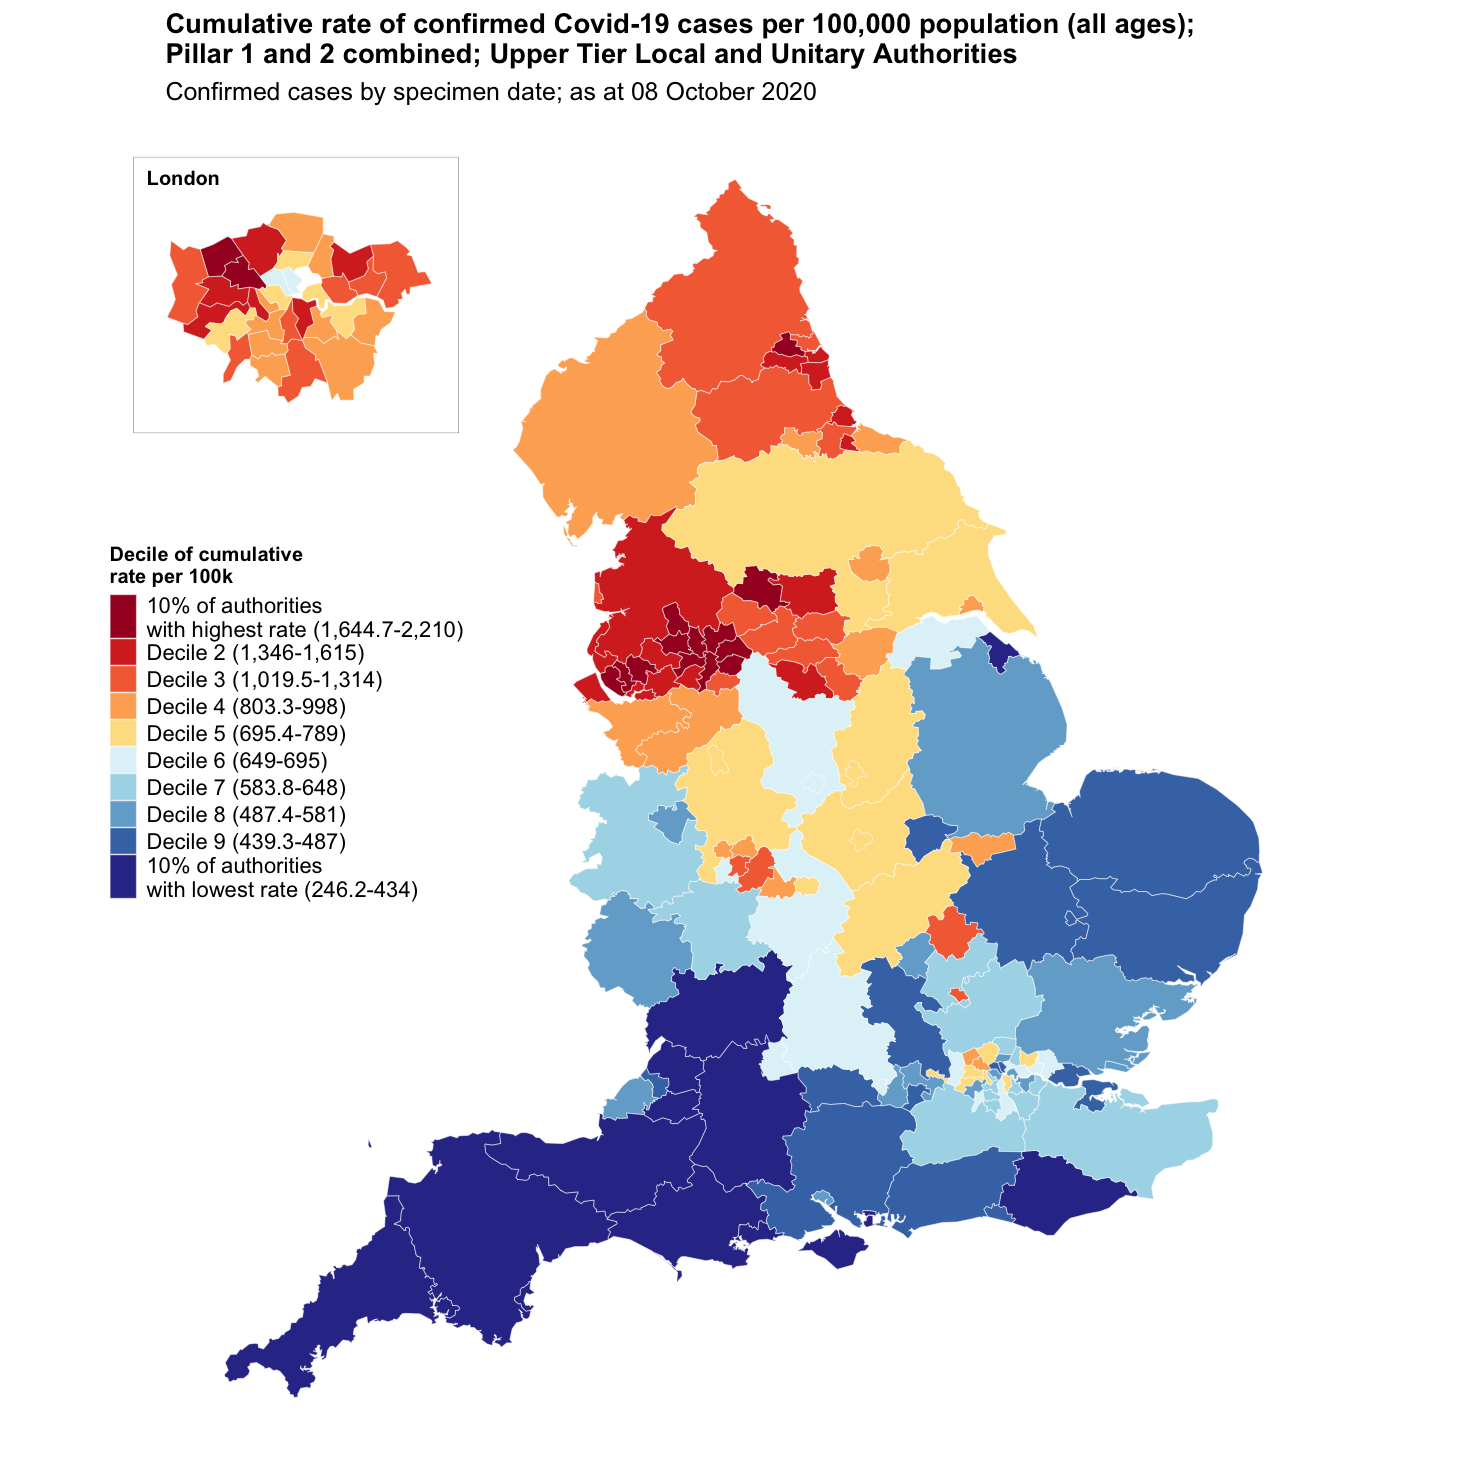 Cumulative rate of confirmed Covid-19 cases per 100,000 population (all ages);
Pillar 1 and 2 combined; Upper Tier Local and Unitary Authorities
Confirmed cases by specimen date; as at 08 October 2020
London
Decile of cumulative
rate per 100k
10% of authorities
with highest rate (1,644.7-2,210)
Decile 2 (1,346-1,615)
Decile 3 (1,019.5-1,314)
Decile 4 (803.3-998)
Decile 5 (695.4-789)
Decile 6 (649-695)
Decile 7 (583.8-648)
Decile 8 (487.4-581)
Decile 9 (439.3-487)
10% of authorities
with lowest rate (246.2-434)